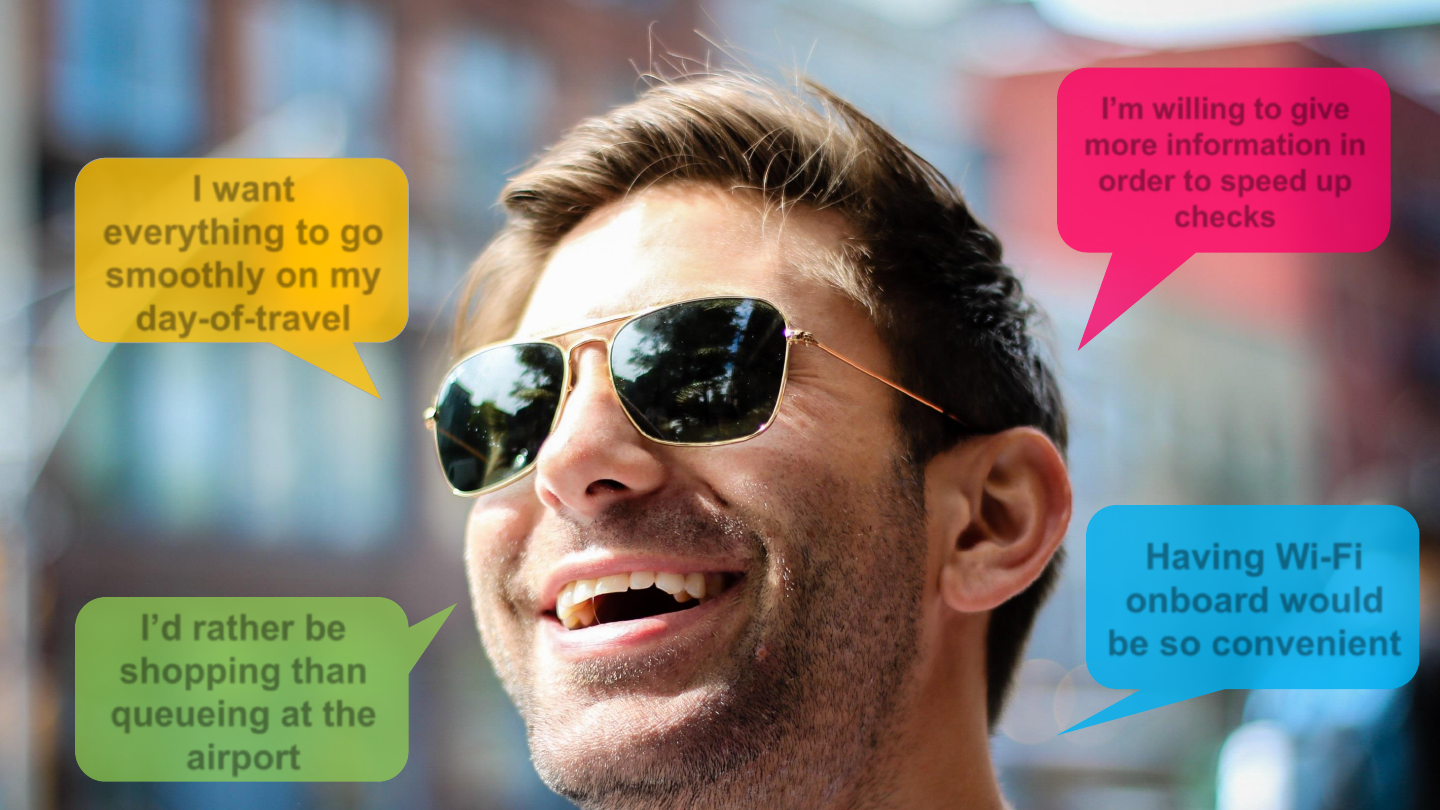 I want
everything to go
smoothly on my
day-of-travel
I’m willing to give
more information in
order to speed up
checks
I’d rather be
shopping than
queueing at the
airport
Having Wi-Fi
onboard would
be so convenient